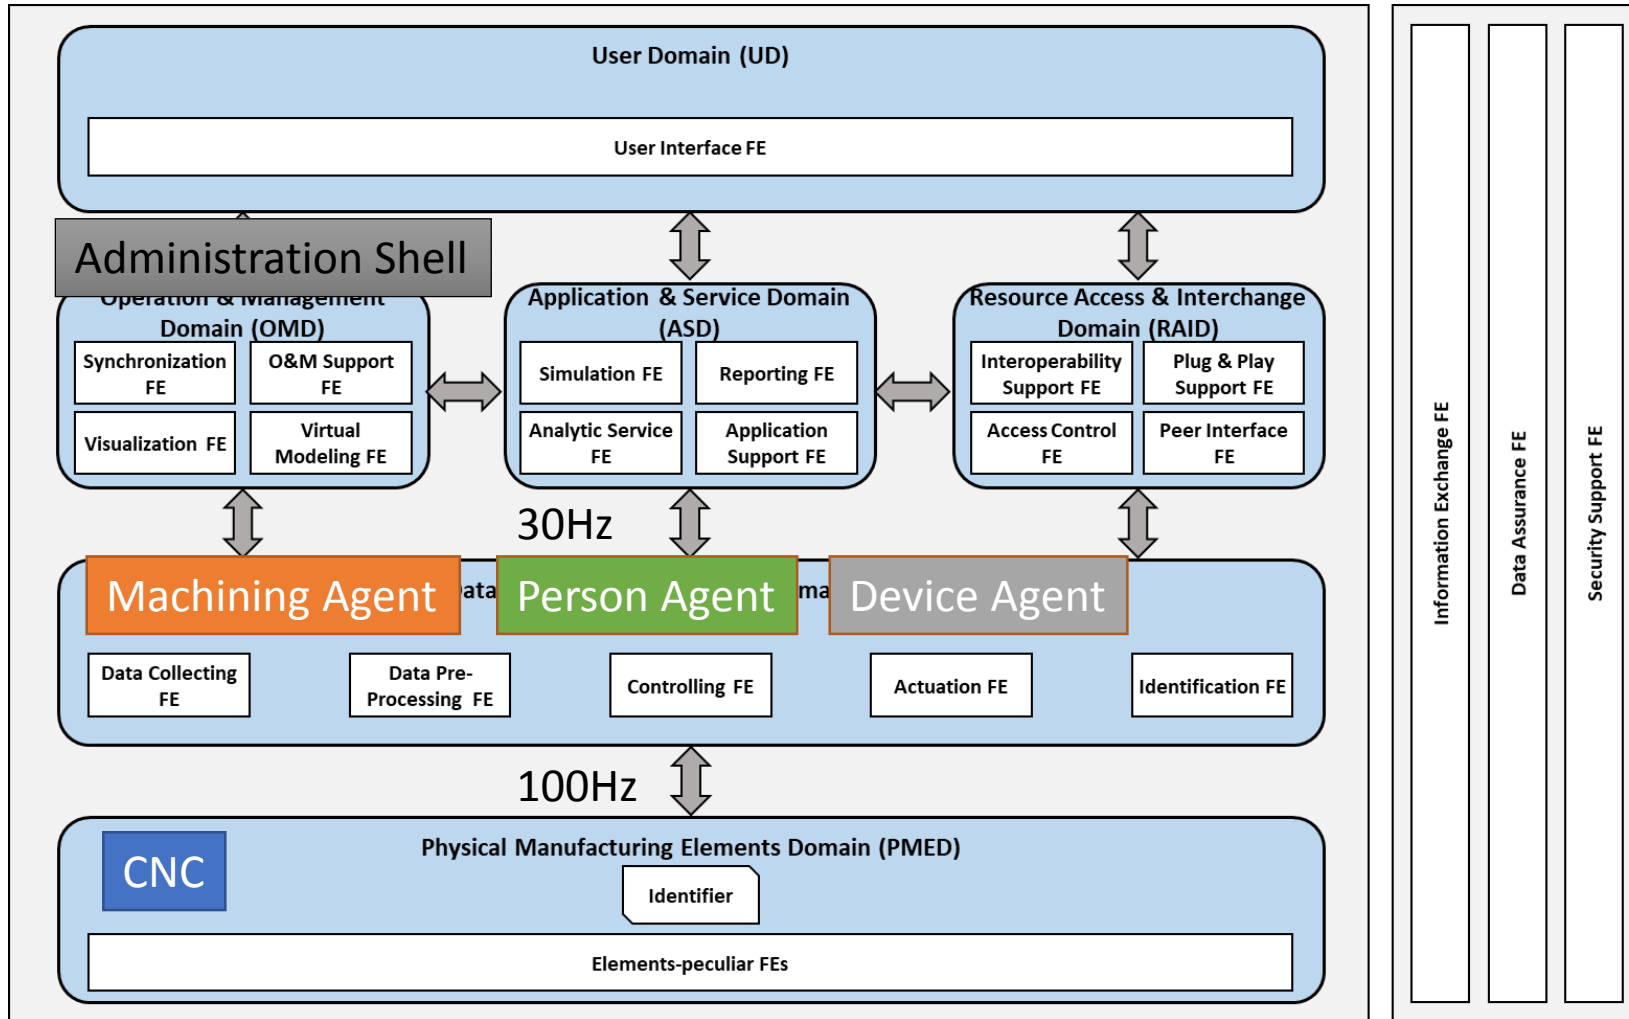 User Domain (UD)
User Interface FE
Administration Shell
Operation & Management
Domain (OMD)
Synchronization
FE
O&M Support
FE
Visualization FE
Virtual
Modeling FE
Application & Service Domain
(ASD)
Simulation FE
Reporting FE
Analytic Service
FE
Application
Support FE
Resource Access & Interchange
Domain (RAID)
Interoperability
Support FE
Plug & Play
Support FE
Access Control
FE
Peer Interface
FE
30Hz
Machining Agent
Person Agent
Device Agent
Data Collecting
FE
Data Pre-
Processing FE
Controlling FE
Actuation FE
Identification FE
100Hz
Physical Manufacturing Elements Domain (PMED)
CNC
Identifier
Elements-peculiar FEs
Information Exchange FE
Data Assurance FE
Security Support FE